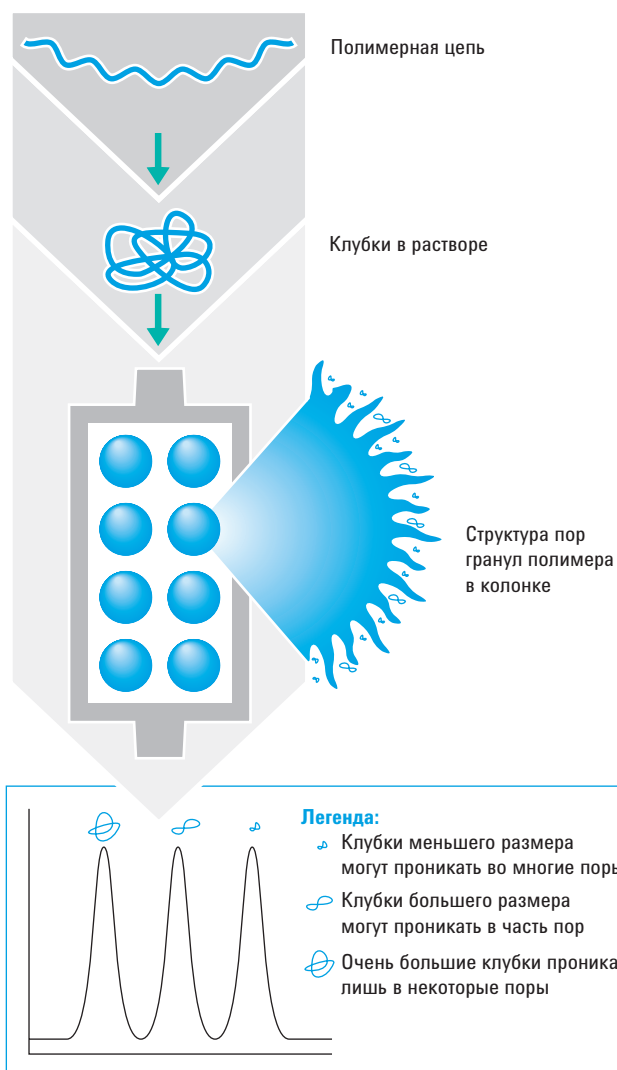 Полимерная цепь
Клубки в растворе
Структура пор
гранул полимера
в колонке
Легенда:
Клубки меньшего размера
могут проникать во многие поры
Клубки большего размера
могут проникать в часть пор
Очень большие клубки проника
лишь в некоторые поры